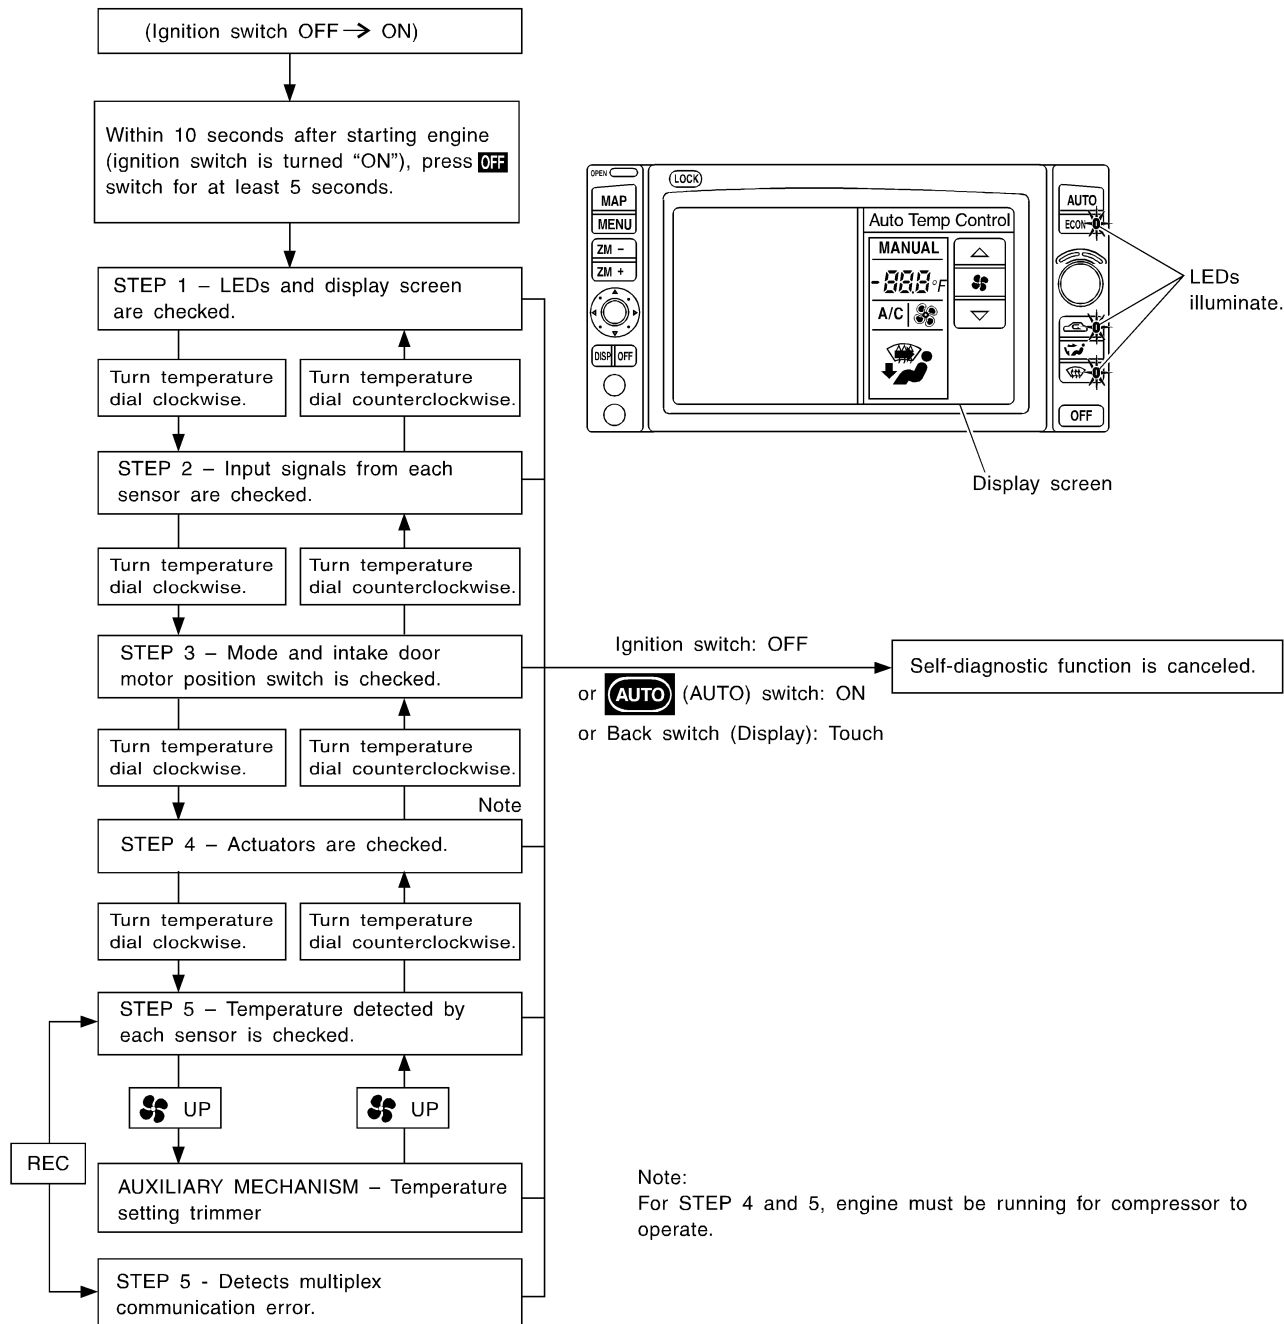 (Ignition switch OFF→ ON)
Within 10 seconds after starting engine
(ignition switch is turned “ON”), press OFF
switch for at least 5 seconds.
STEP 1 – LEDs and display screen
are checked.
Turn temperature
dial clockwise.
Turn temperature
dial counterclockwise.
STEP 2 – Input signals from each
sensor are checked.
Turn temperature
dial clockwise.
Turn temperature
dial counterclockwise.
STEP 3 – Mode and intake door
motor position switch is checked.
Turn temperature
dial clockwise.
Turn temperature
dial counterclockwise.
Note
STEP 4 – Actuators are checked.
Turn temperature
dial clockwise.
Turn temperature
dial counterclockwise.
STEP 5 – Temperature detected by
each sensor is checked.
UP
UP
REC
AUXILIARY MECHANISM – Temperature
setting trimmer
STEP 5 - Detects multiplex
communication error.
OPEN
LOCK
MAP
MENU
ZM –
ZM +
DISP OFF
Auto Temp Control
MANUAL
-888°F
A/C
AUTO
ECON
OFF
LEDs
illuminate.
Display screen
Ignition switch: OFF
or AUTO (AUTO) switch: ON
or Back switch (Display): Touch
Self-diagnostic function is canceled.
Note:
For STEP 4 and 5, engine must be running for compressor to
operate.